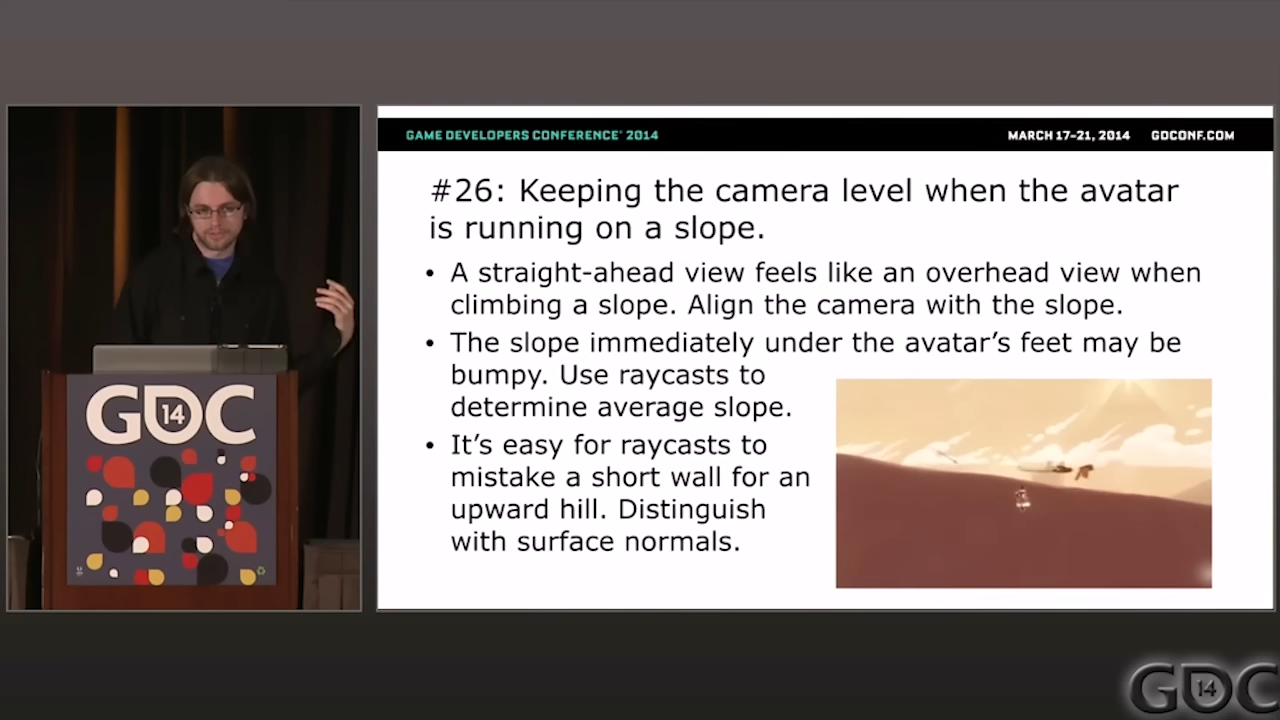 GAME DEVELOPERS CONFERENCE® 2014
MARCH 17–21, 2014 GDCONF.COM
#26: Keeping the camera level when the avatar
is running on a slope.
• A straight-ahead view feels like an overhead view when
climbing a slope. Align the camera with the slope.
• The slope immediately under the avatar’s feet may be
bumpy. Use raycasts to
determine average slope.
• It’s easy for raycasts to
mistake a short wall for an
upward hill. Distinguish
with surface normals.
GDC
14
GDC
14